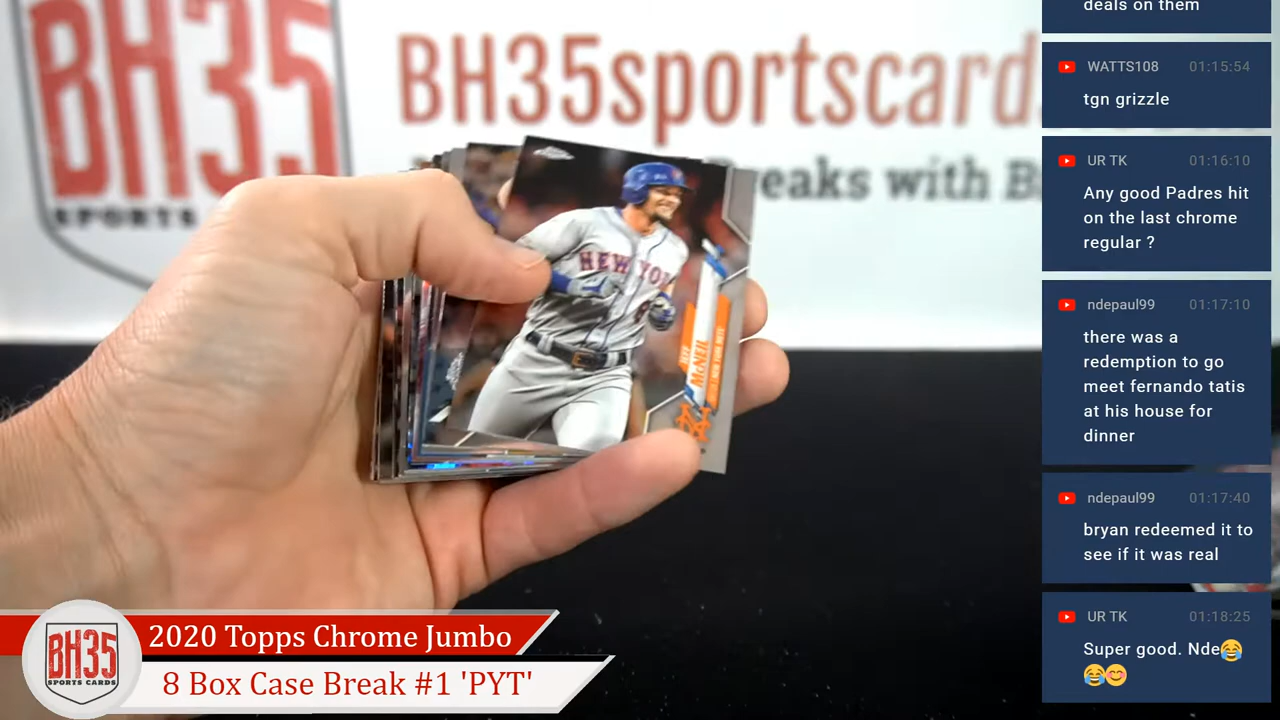 deals on them
WATTS108 01:15:54
tgn grizzle
UR TK 01:16:10
Any good Padres hit
on the last chrome
regular ?
ndepaul99 01:17:10
there was a
redemption to go
meet fernando tatis
at his house for
dinner
ndepaul99 01:17:40
bryan redeemed it to
see if it was real
UR TK 01:18:25
Super good. Nde😂
😂😊
BH35
SPORTS
BH35sportscards
eaks with B
NEW YORK
JEFF
McNEIL
NEW YORK METS
BH35
SPORTS CARDS
2020 Topps Chrome Jumbo
8 Box Case Break #1 'PYT'